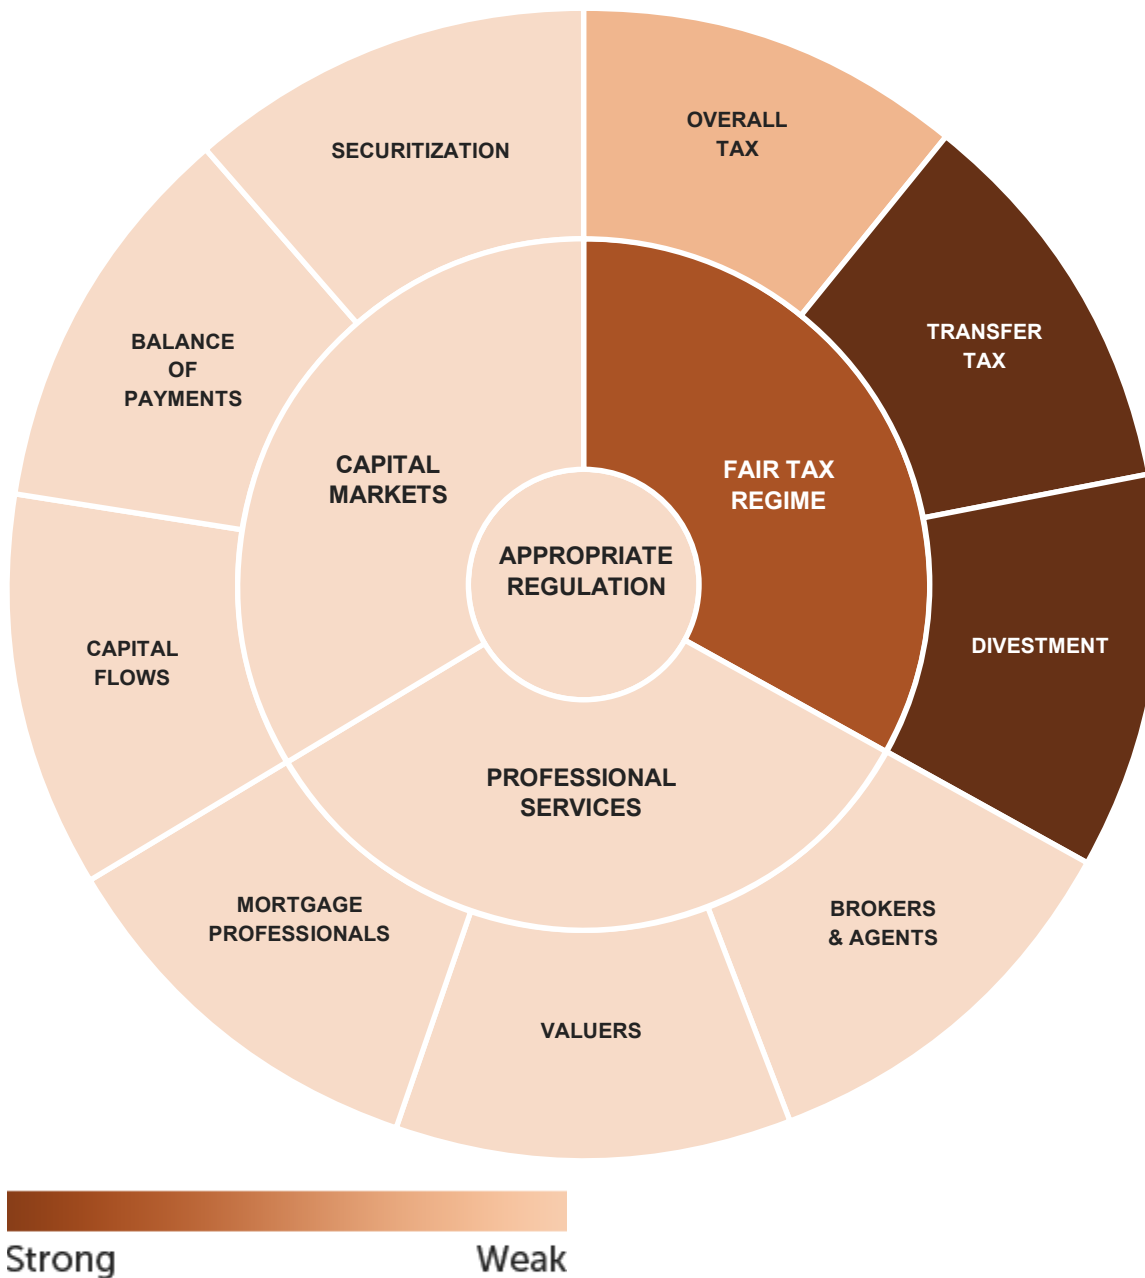 OVERALL
TAX
SECURITIZATION
TRANSFER
TAX
BALANCE
OF
PAYMENTS
CAPITAL
MARKETS
FAIR TAX
REGIME
APPROPRIATE
REGULATION
CAPITAL
FLOWS
DIVESTMENT
PROFESSIONAL
SERVICES
MORTGAGE
PROFESSIONALS
BROKERS
& AGENTS
VALUERS
Strong
Weak